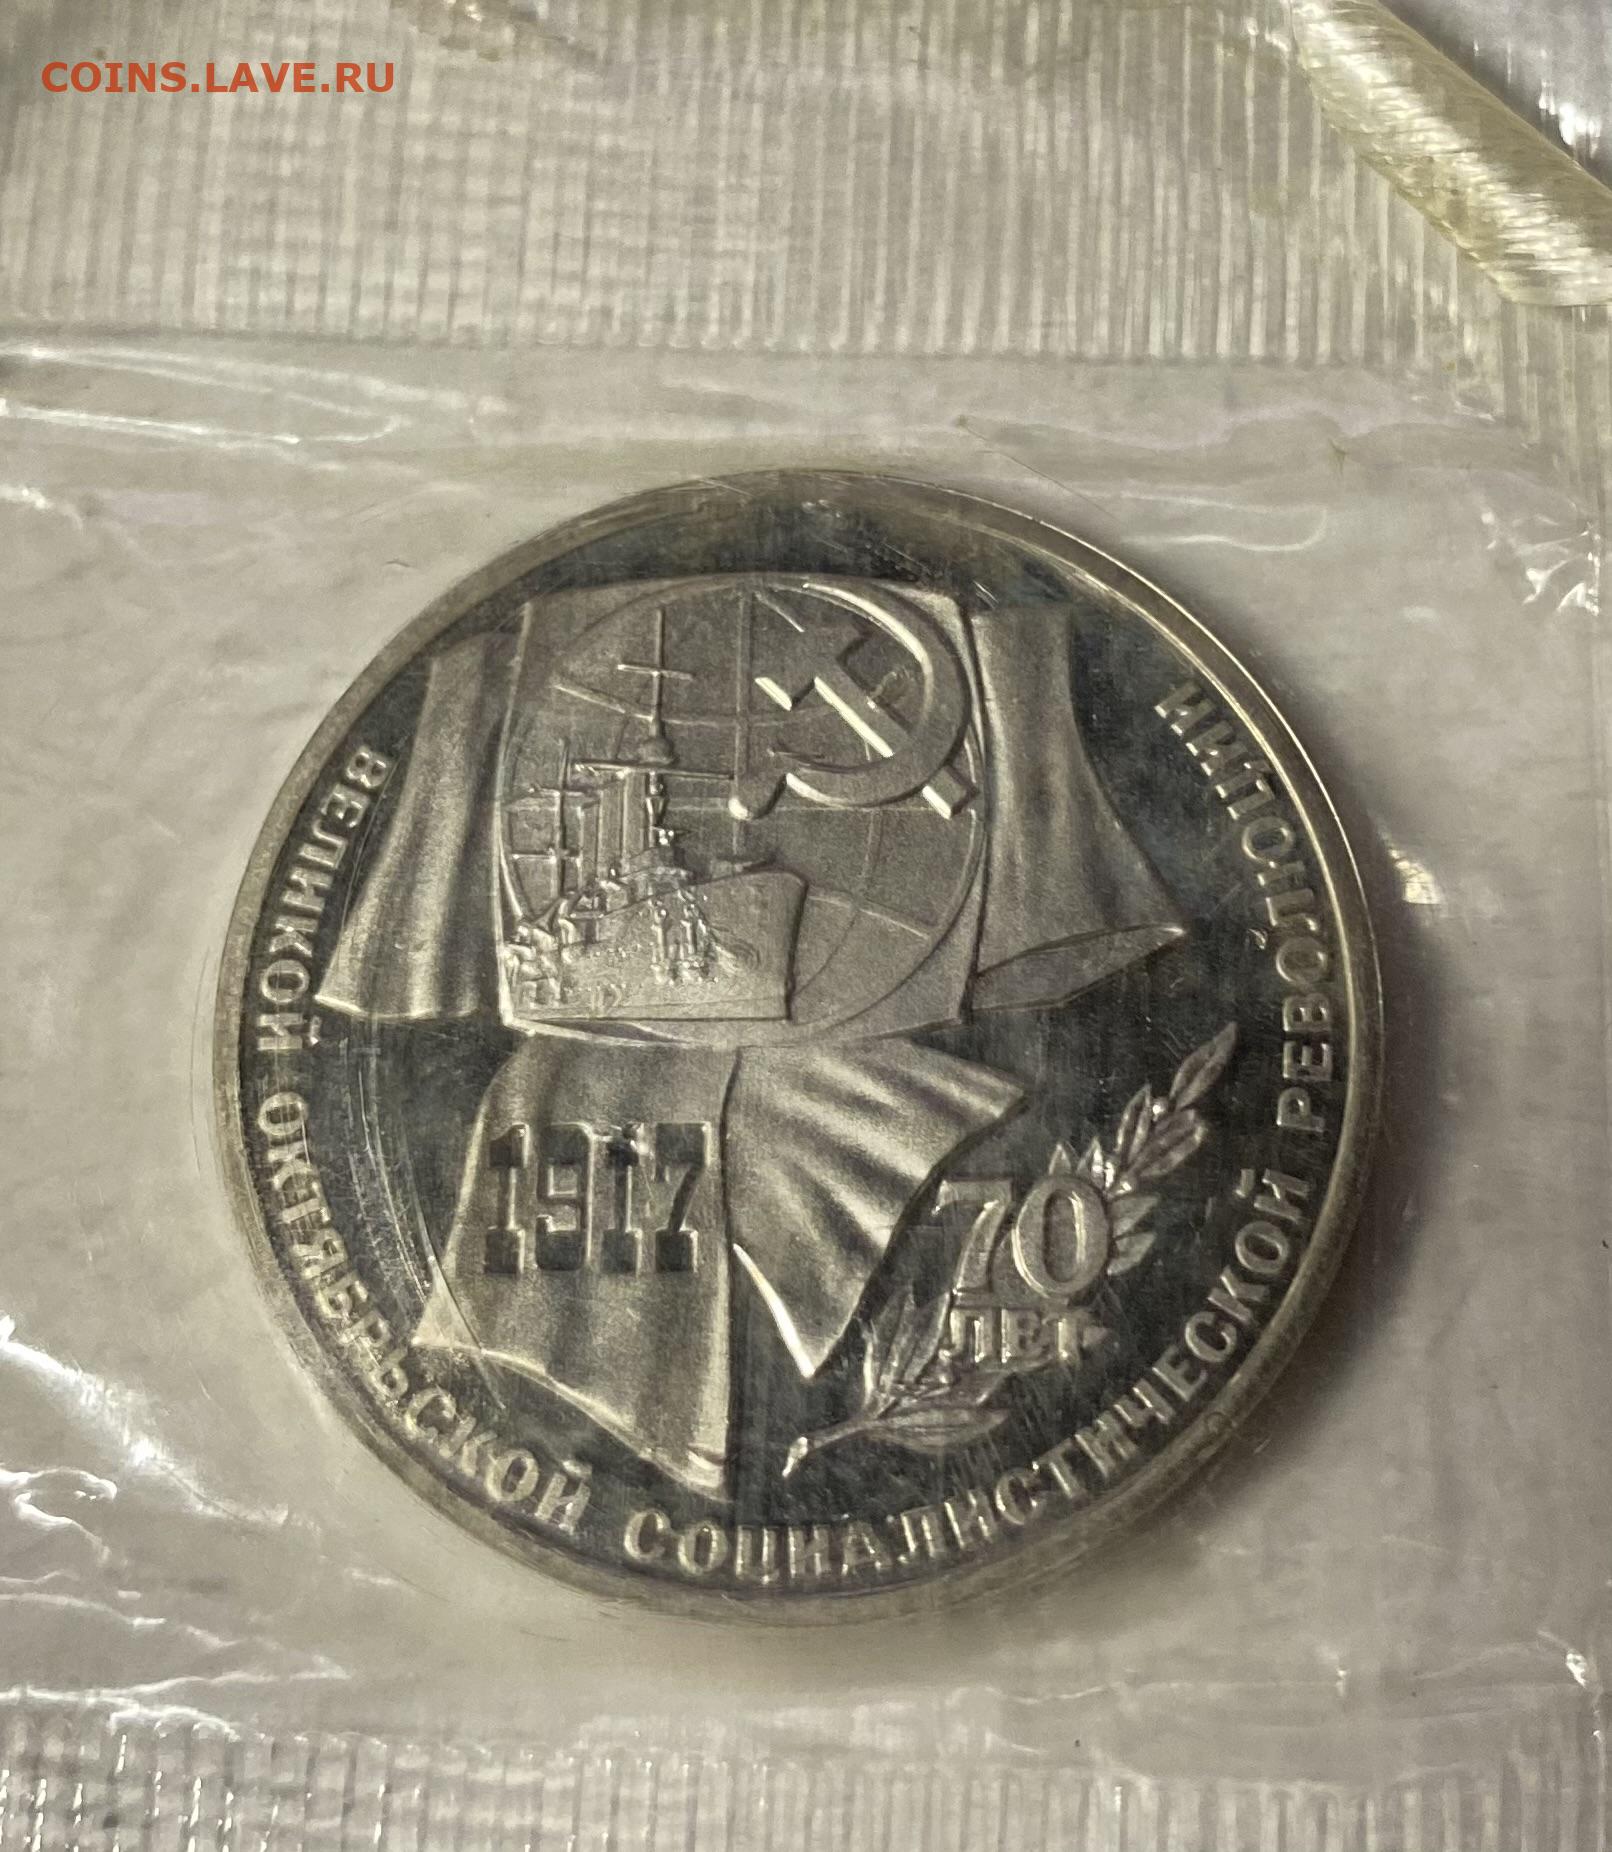 COINS.LAVE.RU
ВЕЛИКОЙ ОКТЯБРЬСКОЙ СОЦИАЛИСТИЧЕСКОЙ РЕВОЛЮЦИИ
1917
70
ЛЕТ